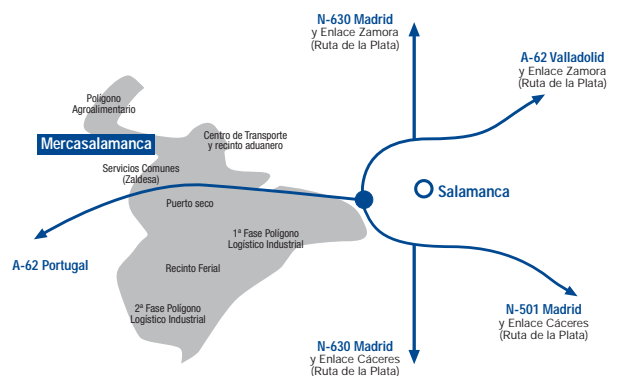 N-630 Madrid
y Enlace Zamora
(Ruta de la Plata)
A-62 Valladolid
y Enlace Zamora
(Ruta de la Plata)
Polígono
Agroalimentario
Mercasalamanca
Centro de Transporte
y recinto aduanero
Servicios Comunes
(Zaldesa)
Puerto seco
Salamanca
1ª Fase Polígono
Logístico Industrial
A-62 Portugal
Recinto Ferial
2ª Fase Polígono
Logístico Industrial
N-501 Madrid
y Enlace Cáceres
(Ruta de la Plata)
N-630 Madrid
y Enlace Cáceres
(Ruta de la Plata)